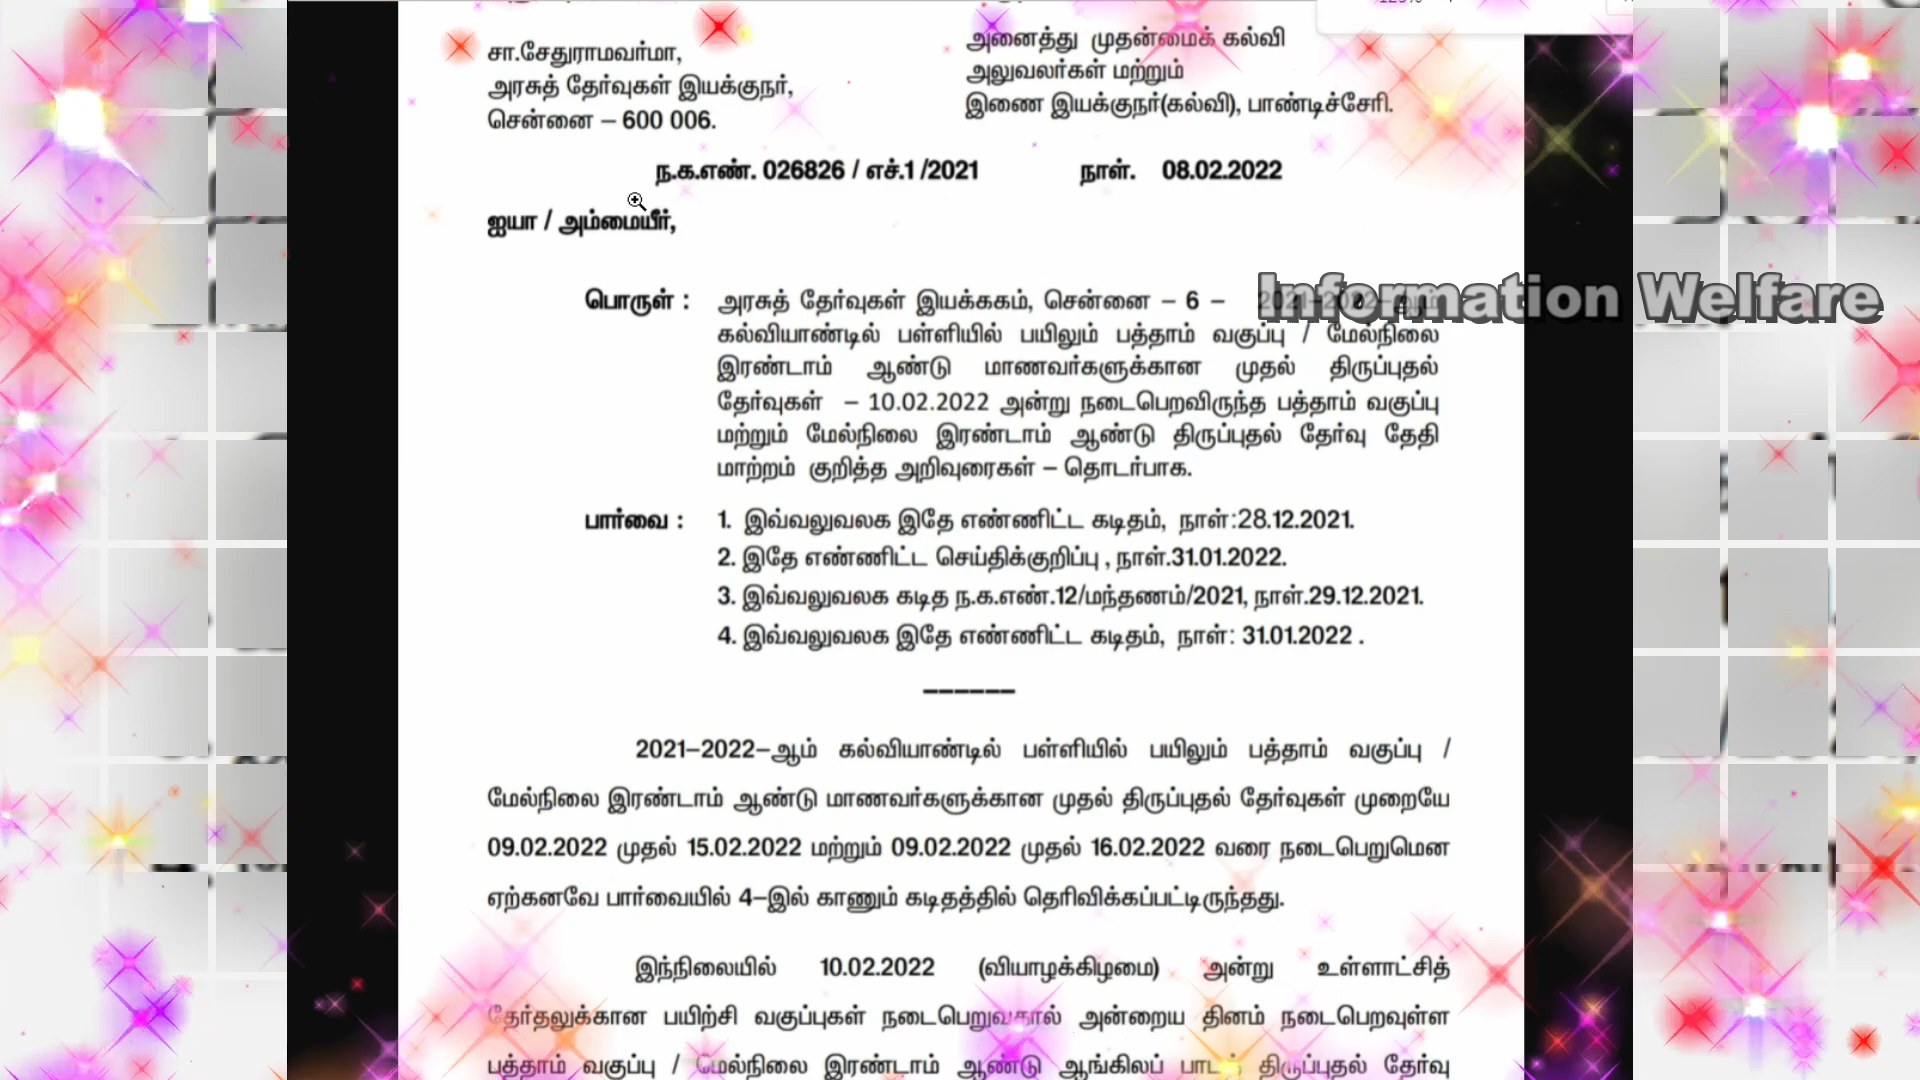 சா.சேதுராமவர்மா,
அரசுத் தேர்வுகள் இயக்குநர்,
சென்னை – 600 006.
அனைத்து முதன்மைக் கல்வி
அலுவலர்கள் மற்றும்
இணை இயக்குநர்(கல்வி), பாண்டிச்சேரி.
ந.க.எண். 026826 / எச்.1 /2021 நாள். 08.02.2022
ஐயா / அம்மையீர்,
பொருள் : அரசுத் தேர்வுகள் இயக்ககம், சென்னை – 6 – 2021–2022–ஆம்
Information Welfare
கல்வியாண்டில் பள்ளியில் பயிலும் பத்தாம் வகுப்பு / மேல்நிலை
இரண்டாம் ஆண்டு மாணவர்களுக்கான முதல் திருப்புதல்
தேர்வுகள் – 10.02.2022 அன்று நடைபெறவிருந்த பத்தாம் வகுப்பு
மற்றும் மேல்நிலை இரண்டாம் ஆண்டு திருப்புதல் தேர்வு தேதி
மாற்றம் குறித்த அறிவுரைகள் – தொடர்பாக.
பார்வை : 1. இவ்வலுவலக இதே எண்ணிட்ட கடிதம், நாள்:28.12.2021.
2. இதே எண்ணிட்ட செய்திக்குறிப்பு , நாள்.31.01.2022.
3. இவ்வலுவலக கடித ந.க.எண்.12/மந்தணம்/2021, நாள்.29.12.2021.
4. இவ்வலுவலக இதே எண்ணிட்ட கடிதம், நாள்: 31.01.2022 .
––––––
2021–2022–ஆம் கல்வியாண்டில் பள்ளியில் பயிலும் பத்தாம் வகுப்பு /
மேல்நிலை இரண்டாம் ஆண்டு மாணவர்களுக்கான முதல் திருப்புதல் தேர்வுகள் முறையே
09.02.2022 முதல் 15.02.2022 மற்றும் 09.02.2022 முதல் 16.02.2022 வரை நடைபெறுமென
ஏற்கனவே பார்வையில் 4–இல் காணும் கடிதத்தில் தெரிவிக்கப்பட்டிருந்தது.
இந்நிலையில் 10.02.2022 (வியாழக்கிழமை) அன்று உள்ளாட்சித்
தேர்தலுக்கான பயிற்சி வகுப்புகள் நடைபெறுவதால் அன்றைய தினம் நடைபெறவுள்ள
பத்தாம் வகுப்பு / மேல்நிலை இரண்டாம் ஆண்டு ஆங்கிலப் பாடத் திருப்புதல் தேர்வு